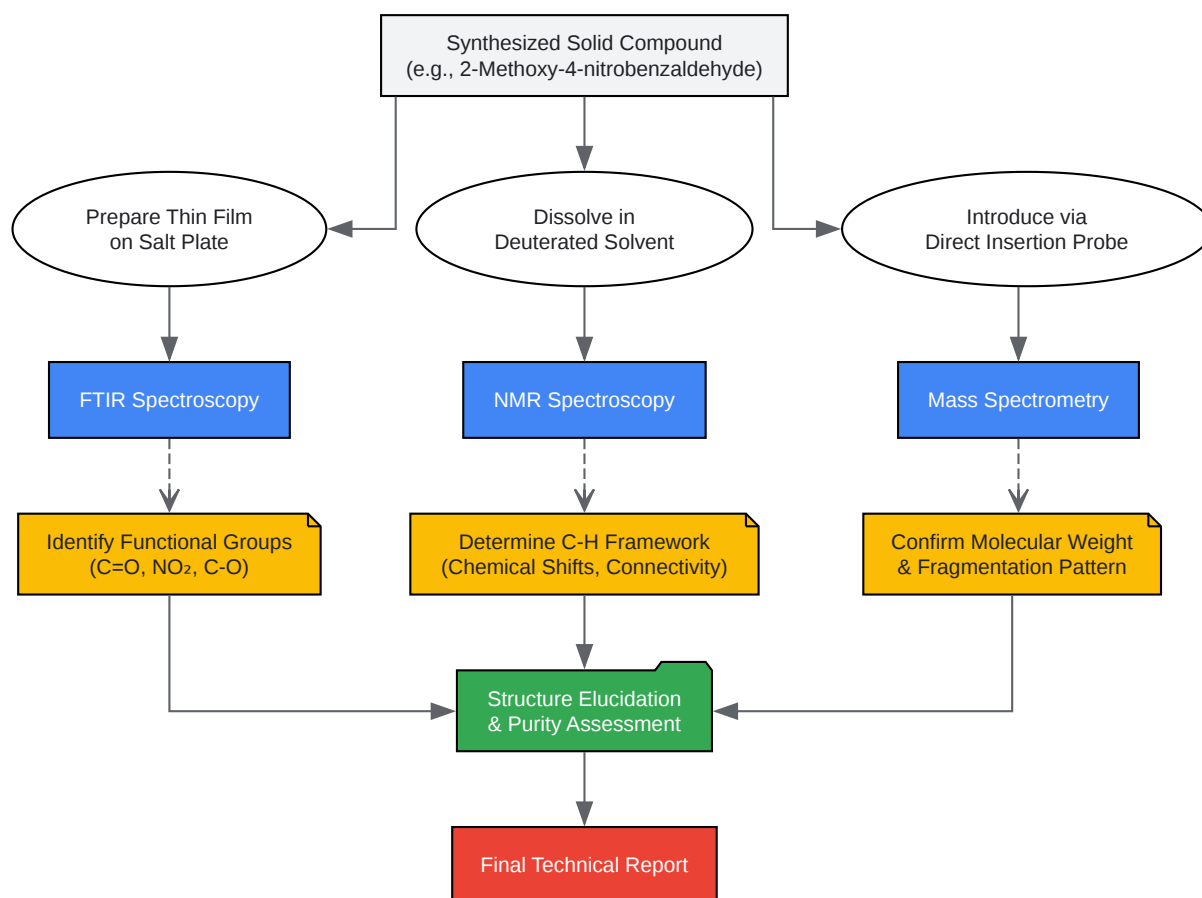 Synthesized Solid Compound
(e.g., 2-Methoxy-4-nitrobenzaldehyde)
Prepare Thin Film
on Salt Plate
Dissolve in
Deuterated Solvent
Introduce via
Direct Insertion Probe
FTIR Spectroscopy
NMR Spectroscopy
Mass Spectrometry
Identify Functional Groups
(C=O, NO₂, C-O)
Determine C-H Framework
(Chemical Shifts, Connectivity)
Confirm Molecular Weight
& Fragmentation Pattern
Structure Elucidation
& Purity Assessment
Final Technical Report